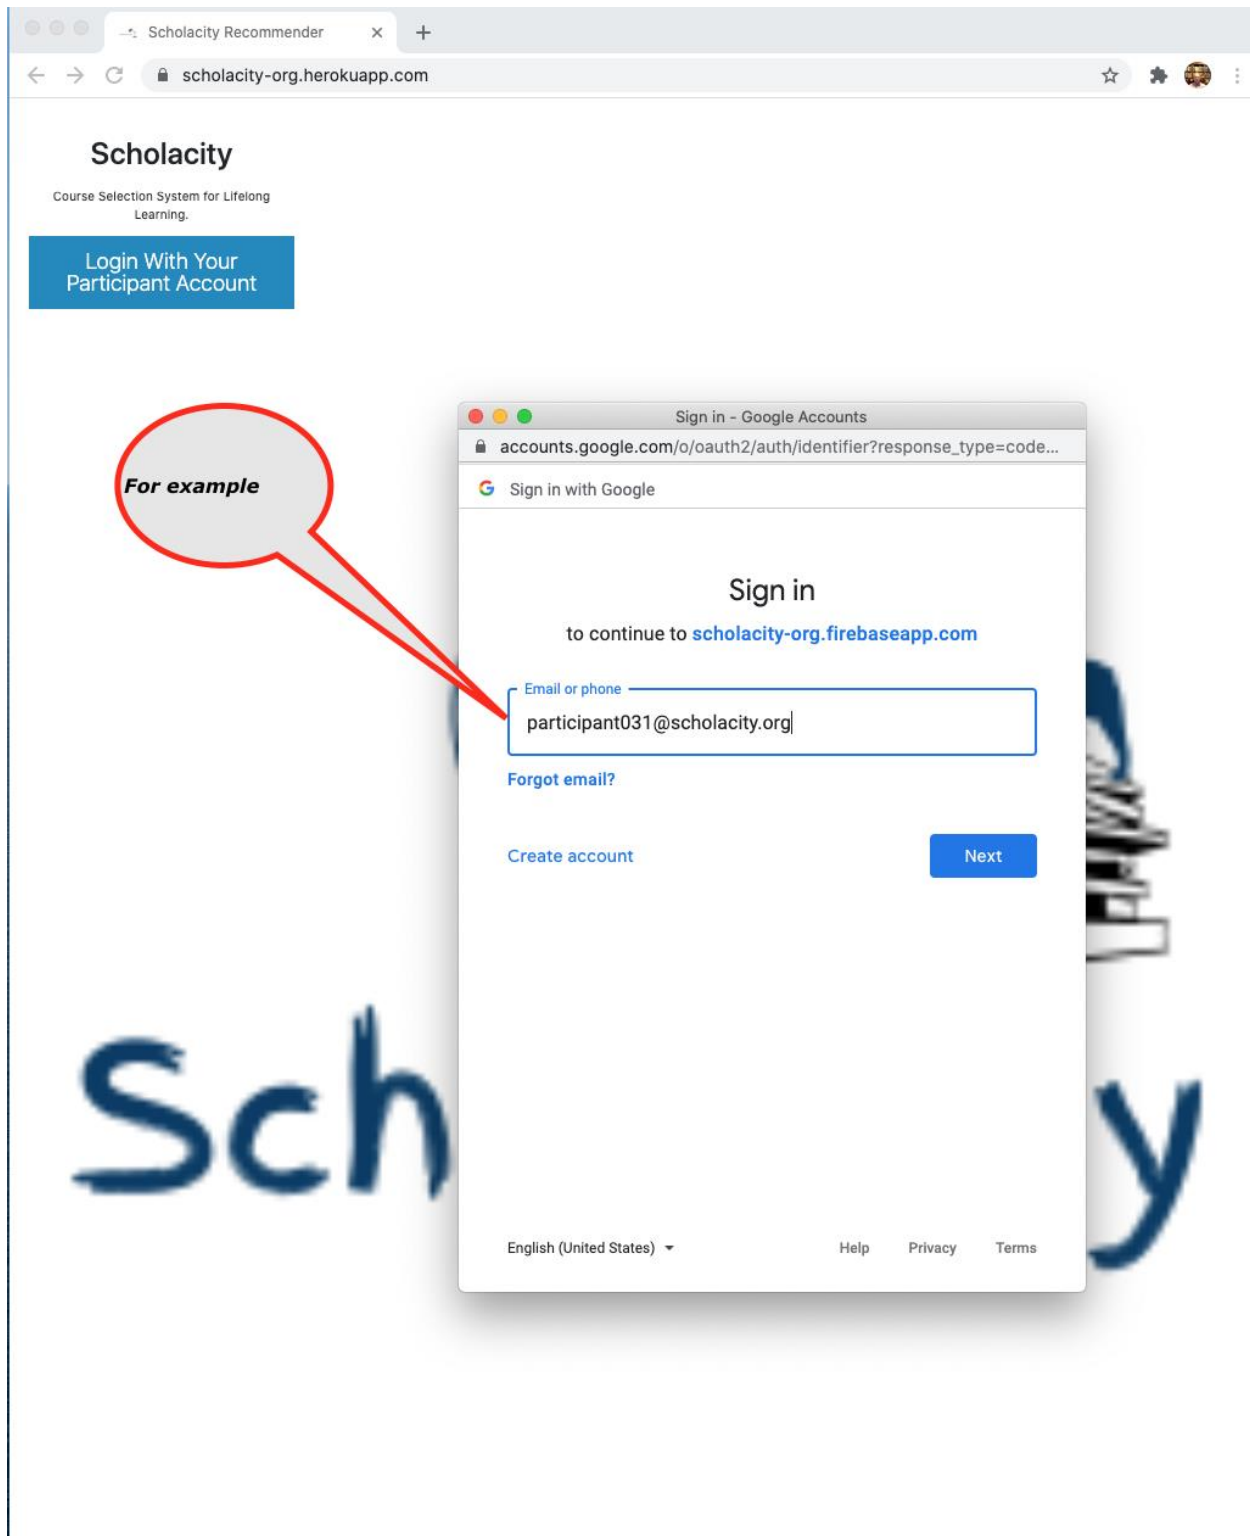 Scholacity Recommender
scholacity-org.herokuapp.com
Scholacity
Course Selection System for Lifelong
Learning.
Login With Your
Participant Account
For example
Sign in - Google Accounts
accounts.google.com/o/oauth2/auth/identifier?response_type=code...
Sign in with Google
Sign in
to continue to scholacity-org.firebaseapp.com
Email or phone
participant031@scholacity.org
Forgot email?
Create account
Next
Sch y
English (United States)
Help Privacy Terms